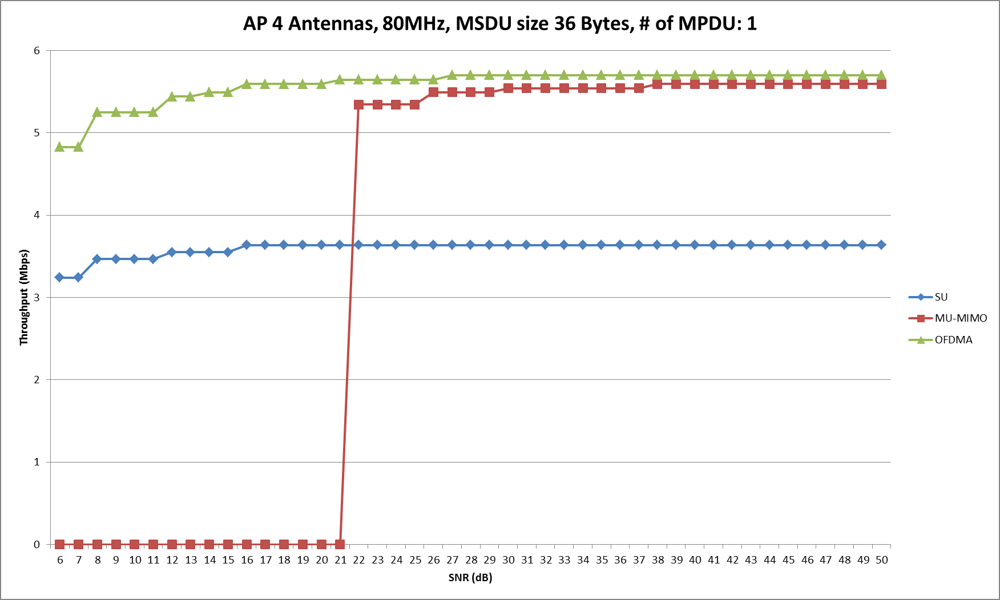 AP 4 Antennas, 80MHz, MSDU size 36 Bytes, # of MPDU: 1
6
5
4
3
2
1
0
Throughput (Mbps)
6 7 8 9 10 11 12 13 14 15 16 17 18 19 20 21 22 23 24 25 26 27 28 29 30 31 32 33 34 35 36 37 38 39 40 41 42 43 44 45 46 47 48 49 50
SNR (dB)
SU
MU-MIMO
OFDMA